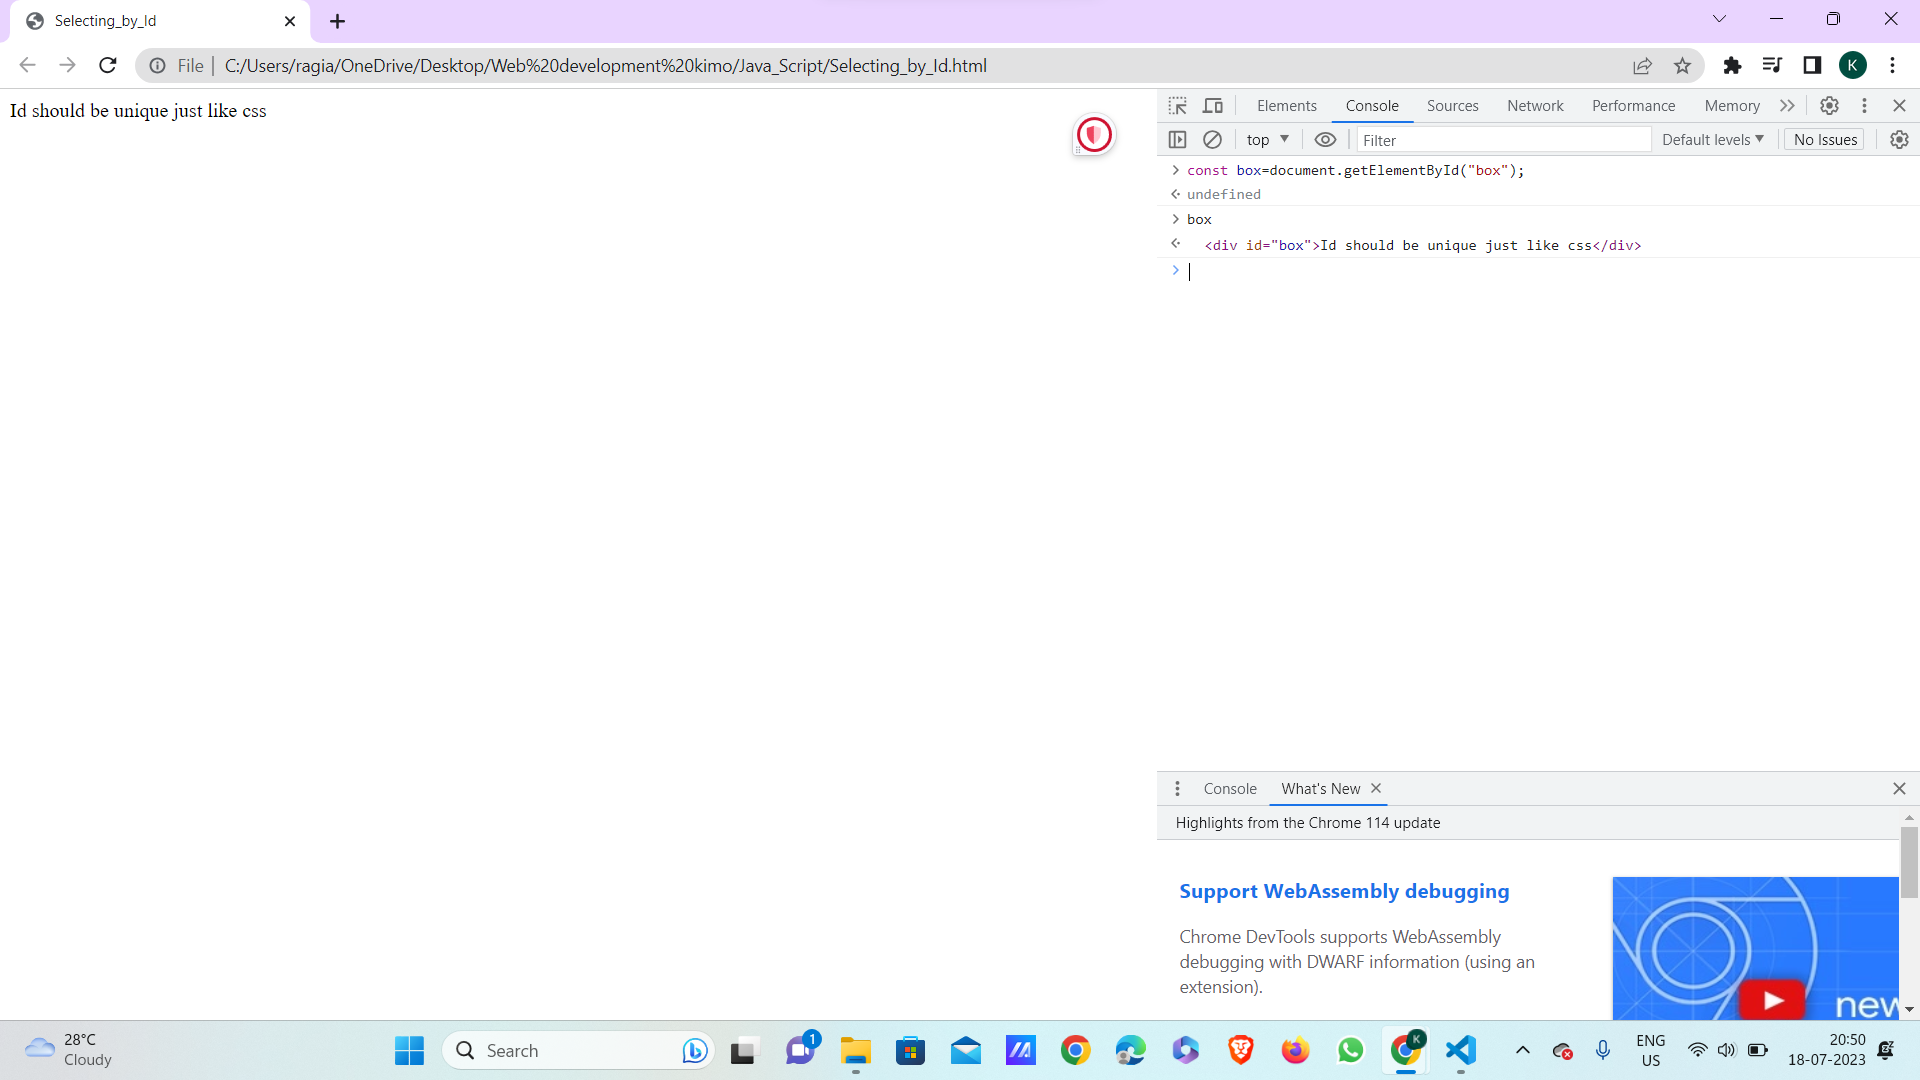 Selecting_by_Id
File | C:/Users/ragia/OneDrive/Desktop/Web%20development%20kimo/Java_Script/Selecting_by_Id.html
K
Id should be unique just like css
Elements Console Sources Network Performance Memory
top Filter Default levels No Issues
const box=document.getElementById("box");
undefined
box
<div id="box">Id should be unique just like css</div>
Console What's New
Highlights from the Chrome 114 update
Support WebAssembly debugging
Chrome DevTools supports WebAssembly
debugging with DWARF information (using an
extension).
new
28°C
Cloudy
Search
1
K
ENG
US
20:50
18-07-2023